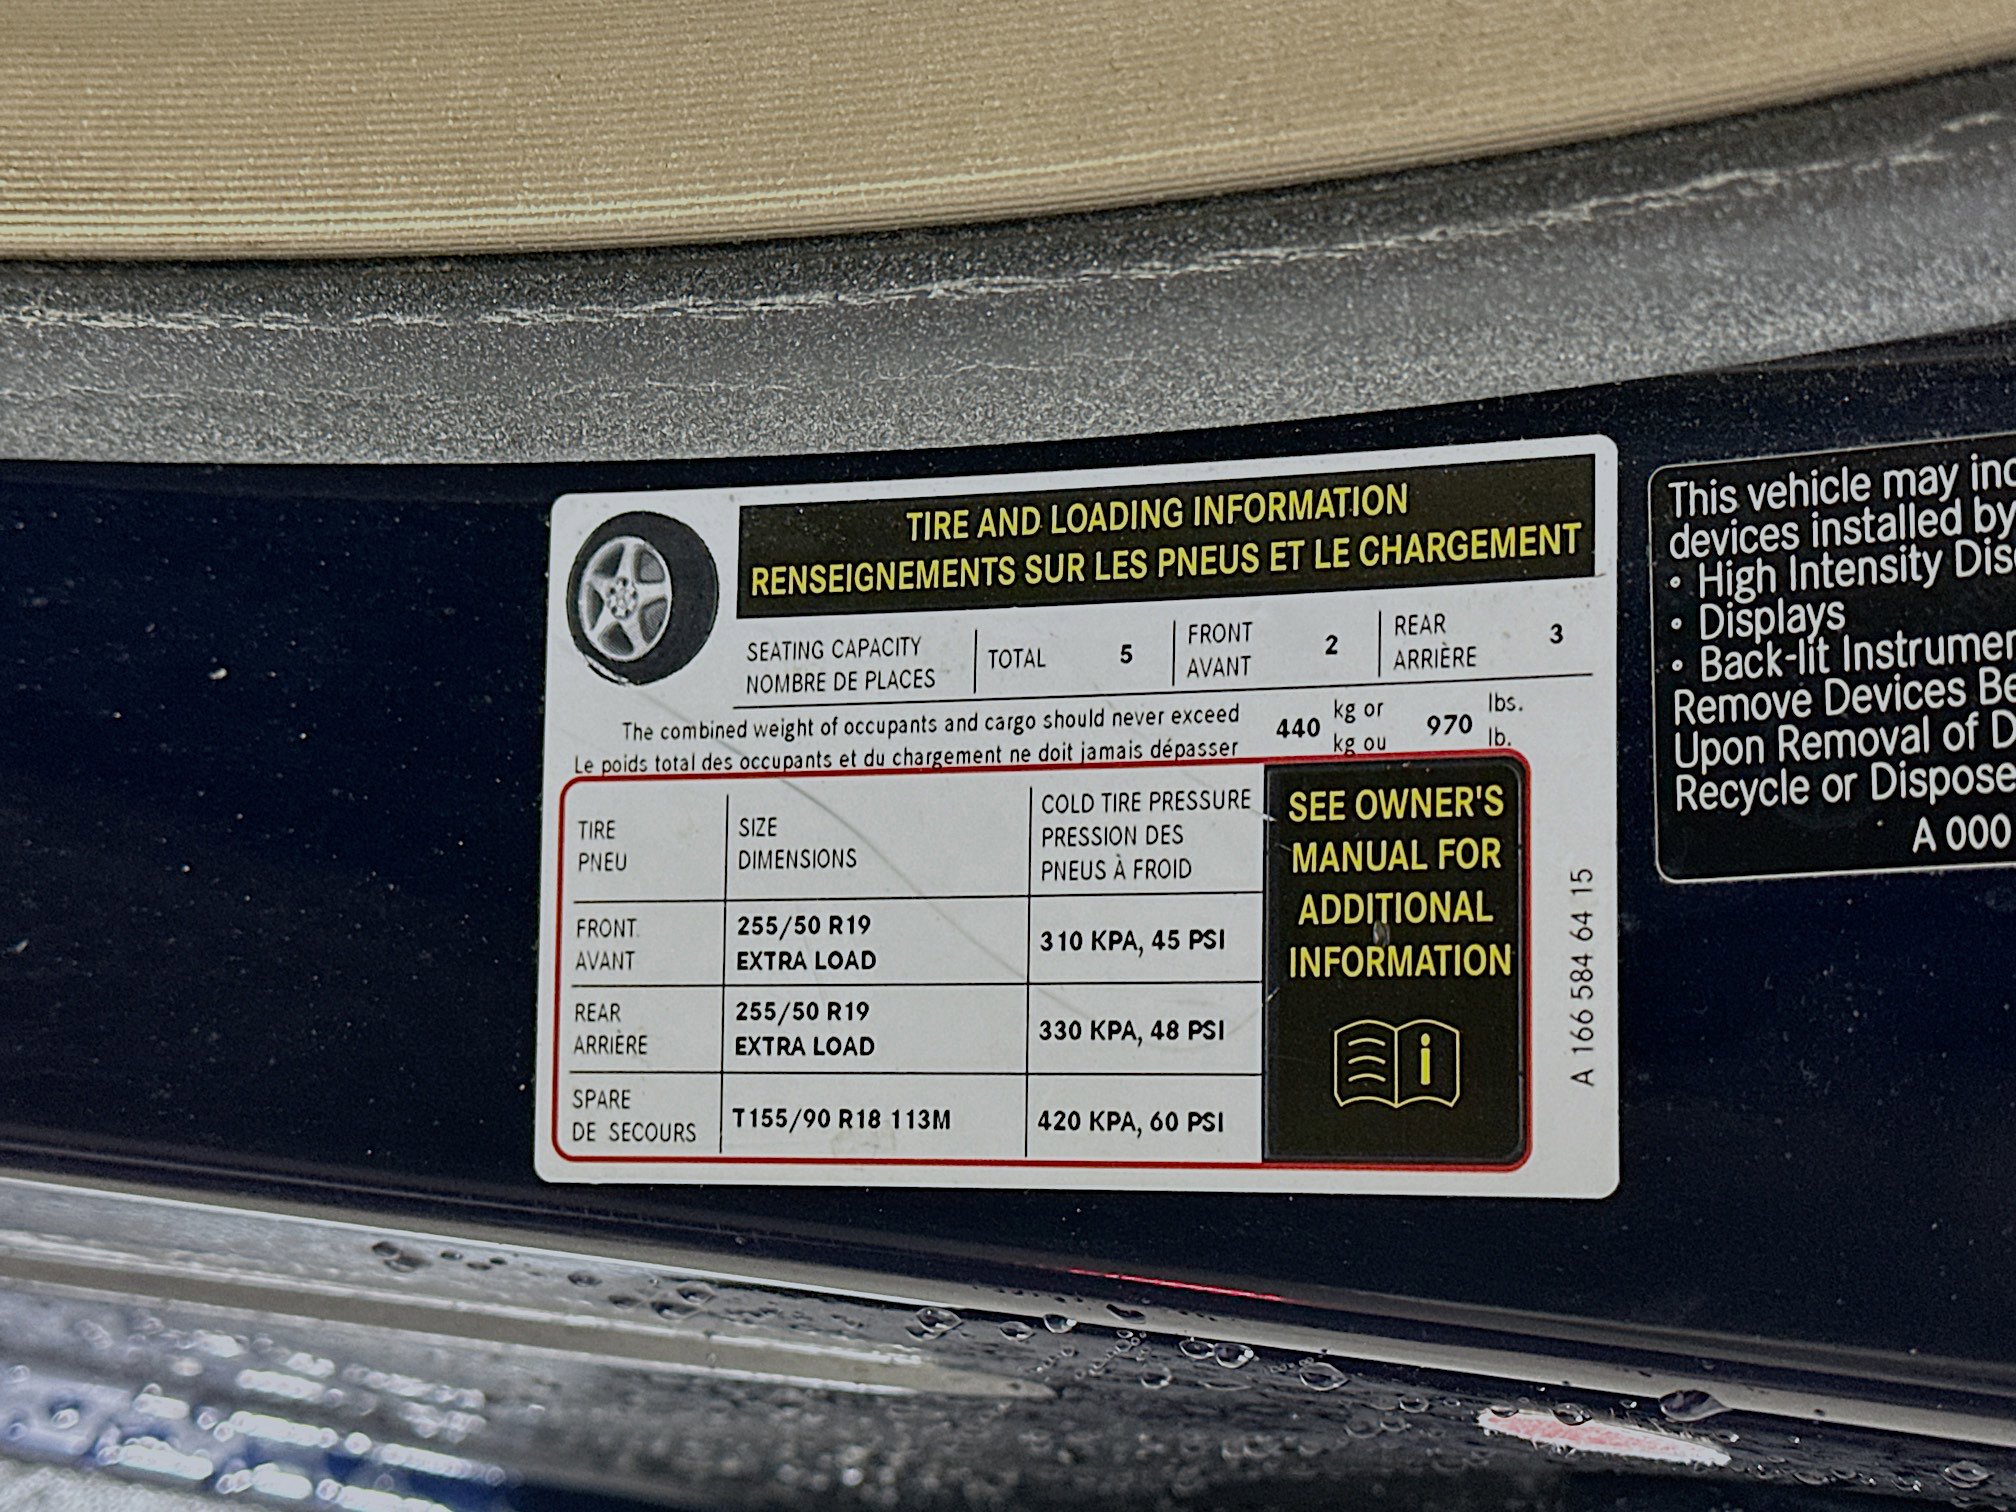 TIRE AND LOADING INFORMATION
RENSEIGNEMENTS SUR LES PNEUS ET LE CHARGEMENT
SEATING CAPACITY
NOMBRE DE PLACES
TOTAL 5
FRONT
AVANT
2
REAR
ARRIÈRE
3
The combined weight of occupants and cargo should never exceed 440 kg or 970 lbs.
Le poids total des occupants et du chargement ne doit jamais dépasser kg ou lb.
TIRE
PNEU
SIZE
DIMENSIONS
COLD TIRE PRESSURE
PRESSION DES
PNEUS À FROID
FRONT
AVANT
255/50 R19
EXTRA LOAD
310 KPA, 45 PSI
REAR
ARRIÈRE
255/50 R19
EXTRA LOAD
330 KPA, 48 PSI
SPARE
DE SECOURS
T155/90 R18 113M
420 KPA, 60 PSI
SEE OWNER'S
MANUAL FOR
ADDITIONAL
INFORMATION
i
A 166 584 64 15
This vehicle may inc
devices installed by
• High Intensity Dis
• Displays
• Back-lit Instrumen
Remove Devices Be
Upon Removal of D
Recycle or Dispose
A 000